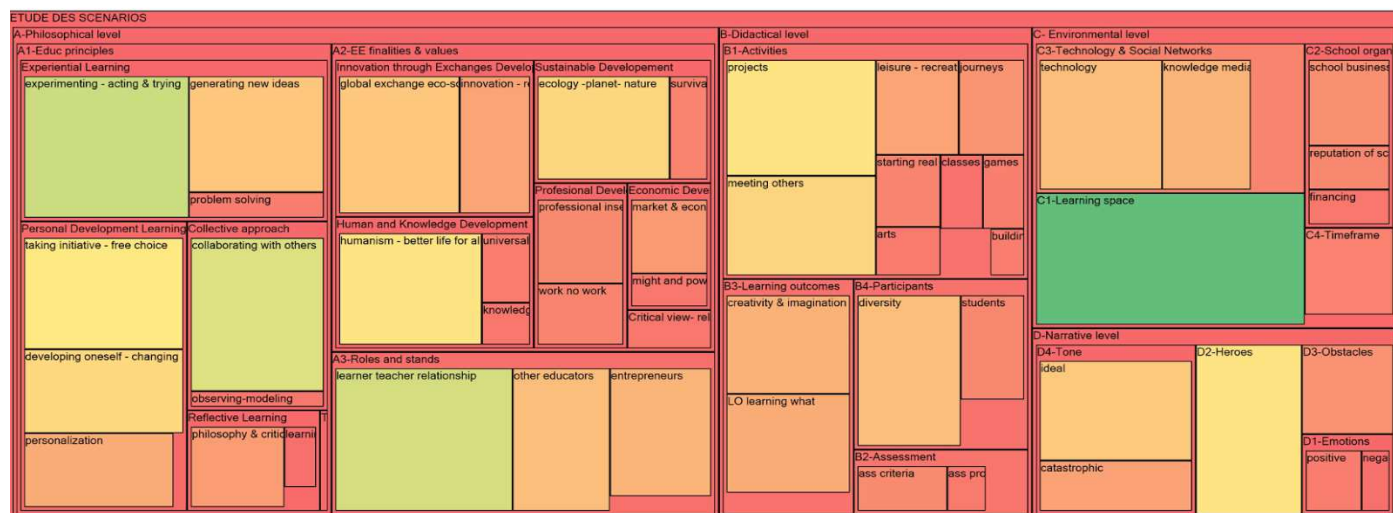 ETUDE DES SCENARIOS
A-Philosophical level
A1-Educ principles
Experiential Learning
experimenting - acting & trying
generating new ideas
problem solving
Personal Development Learning
taking initiative - free choice
developing oneself - changing
personalization
Collective approach
collaborating with others
observing-modeling
Reflective Learning
philosophy & critic
learni
T
A2-EE finalities & values
Innovation through Exchanges Develo
global exchange eco-so
innovation - r
Sustainable Developement
ecology -planet- nature
surviva
Human and Knowledge Development
humanism - better life for al
universal
knowledg
Profesional Devel
professional inse
work no work
Economic Deve
market & econ
might and pow
Critical view- rel
A3-Roles and stands
learner teacher relationship
other educators
entrepreneurs
B-Didactical level
B1-Activities
projects
meeting others
leisure - recreat
journeys
starting real
classes
games
arts
buildin
B3-Learning outcomes
creativity & imagination
LO learning what
B4-Participants
diversity
students
B2-Assessment
ass criteria
ass pro
C- Environmental level
C3-Technology & Social Networks
technology
knowledge media
C1-Learning space
C2-School organ
school business
reputation of sc
financing
C4-Timeframe
D-Narrative level
D4-Tone
ideal
catastrophic
D2-Heroes
D3-Obstacles
D1-Emotions
positive
nega